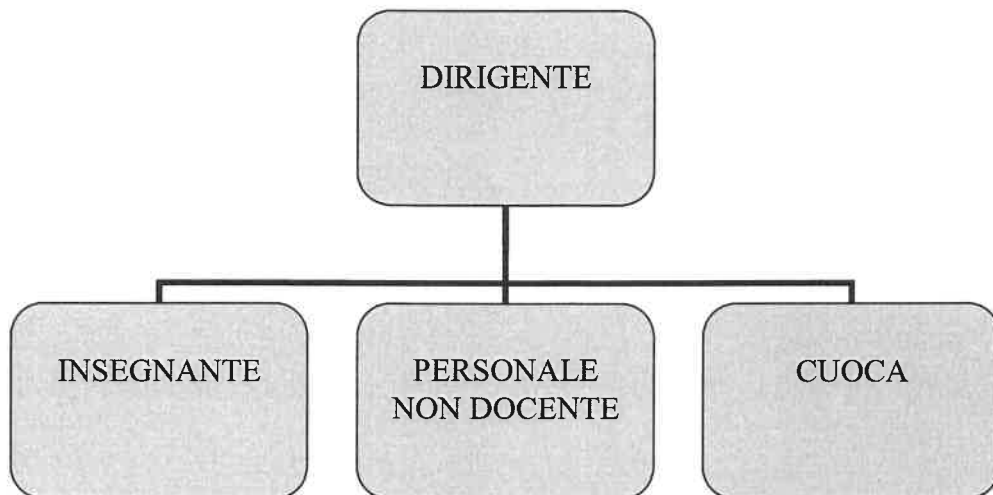 DIRIGENTE
INSEGNANTE
PERSONALE
NON DOCENTE
CUOCA